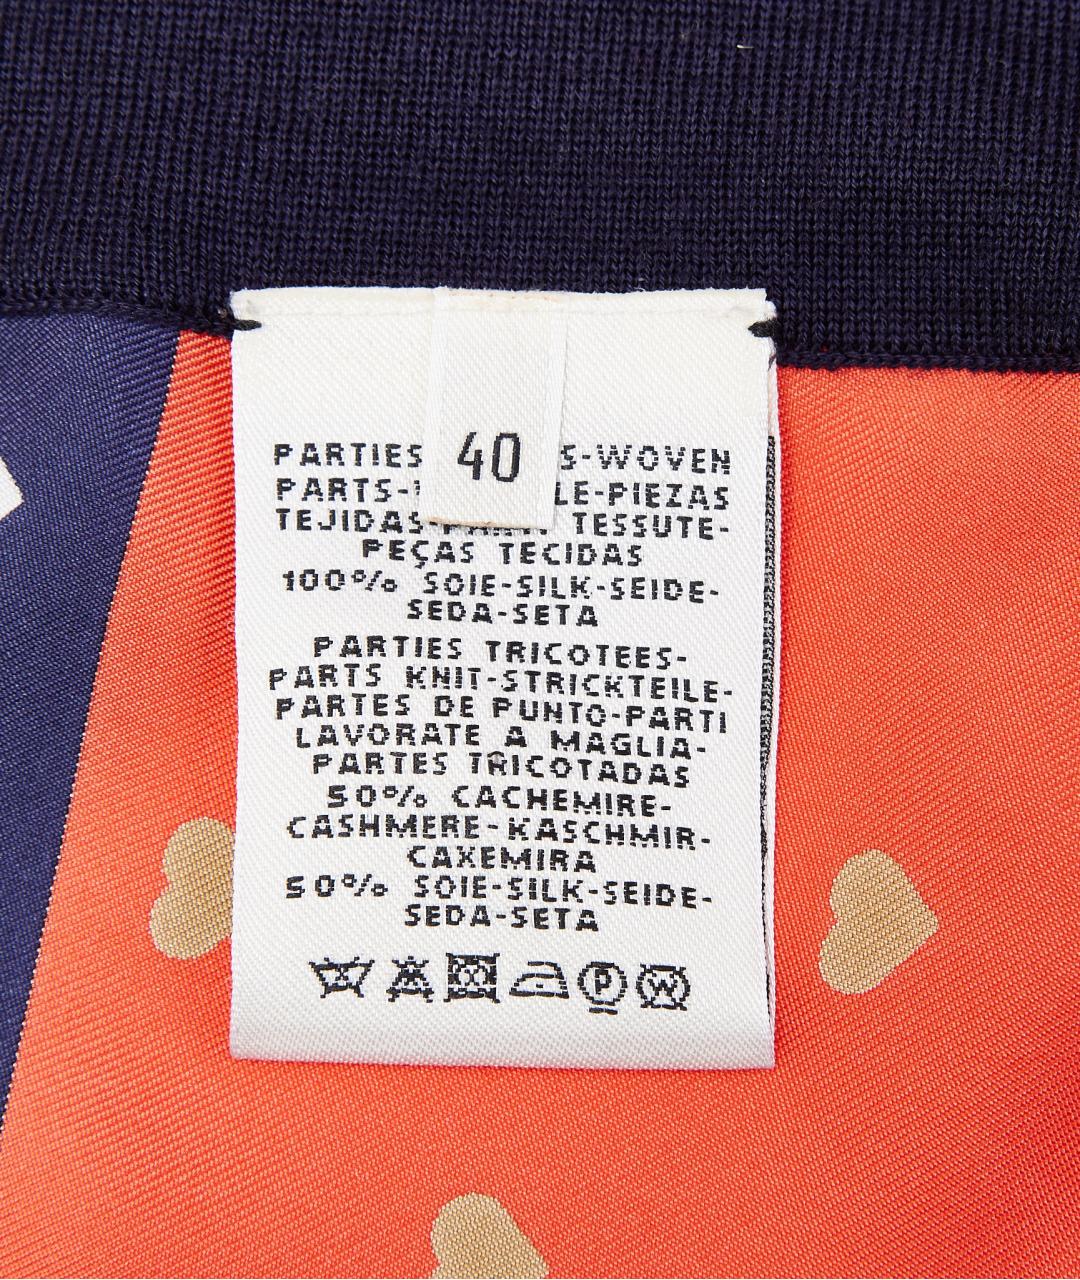 40
PARTIES S-WOVEN
PARTS- LE-PIEZAS
TEJIDAS TESSUTE-
PEÇAS TECIDAS
100% SOIE-SILK-SEIDE-
SEDA-SETA
PARTIES TRICOTEES-
PARTS KNIT-STRICKTEILE-
PARTES DE PUNTO-PARTI
LAVORATE A MAGLIA-
PARTES TRICOTADAS
50% CACHEMIRE-
CASHMERE-KASCHMIR-
CAXEMIRA
50% SOIE-SILK-SEIDE-
SEDA-SETA
P W